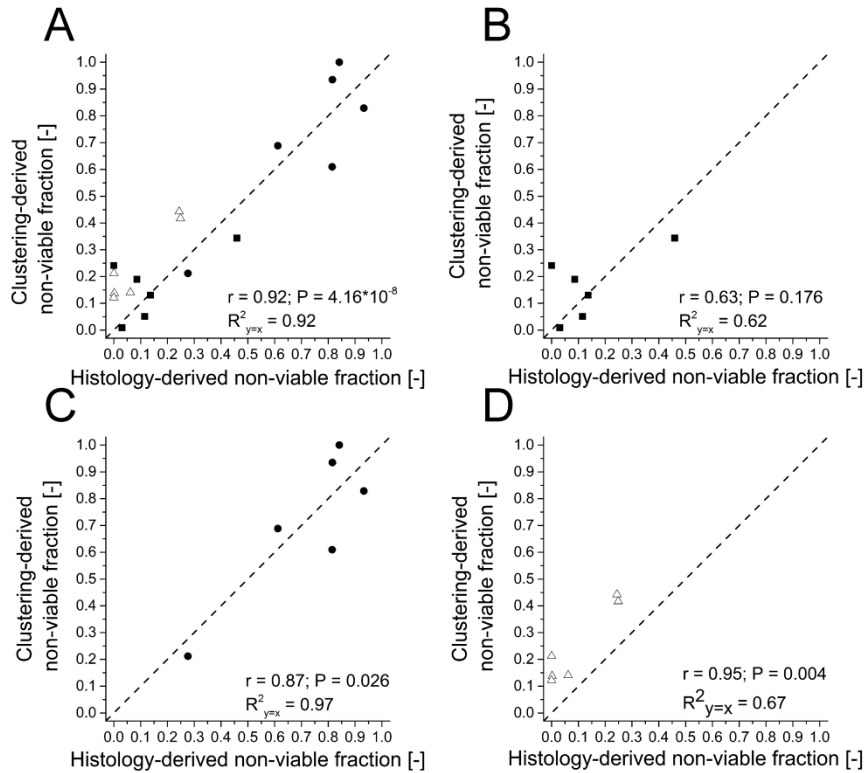 A
Clustering-derived
non-viable fraction [-]
1.0
0.9
0.8
0.7
0.6
0.5
0.4
0.3
0.2
0.1
0.0
r = 0.92; P = 4.16*10⁻⁸
R²y=x = 0.92
0.0 0.1 0.2 0.3 0.4 0.5 0.6 0.7 0.8 0.9 1.0
Histology-derived non-viable fraction [-]
B
Clustering-derived
non-viable fraction [-]
1.0
0.9
0.8
0.7
0.6
0.5
0.4
0.3
0.2
0.1
0.0
r = 0.63; P = 0.176
R²y=x = 0.62
0.0 0.1 0.2 0.3 0.4 0.5 0.6 0.7 0.8 0.9 1.0
Histology-derived non-viable fraction [-]
C
Clustering-derived
non-viable fraction [-]
1.0
0.9
0.8
0.7
0.6
0.5
0.4
0.3
0.2
0.1
0.0
r = 0.87; P = 0.026
R²y=x = 0.97
0.0 0.1 0.2 0.3 0.4 0.5 0.6 0.7 0.8 0.9 1.0
Histology-derived non-viable fraction [-]
D
Clustering-derived
non-viable fraction [-]
1.0
0.9
0.8
0.7
0.6
0.5
0.4
0.3
0.2
0.1
0.0
r = 0.95; P = 0.004
R²y=x = 0.67
0.0 0.1 0.2 0.3 0.4 0.5 0.6 0.7 0.8 0.9 1.0
Histology-derived non-viable fraction [-]